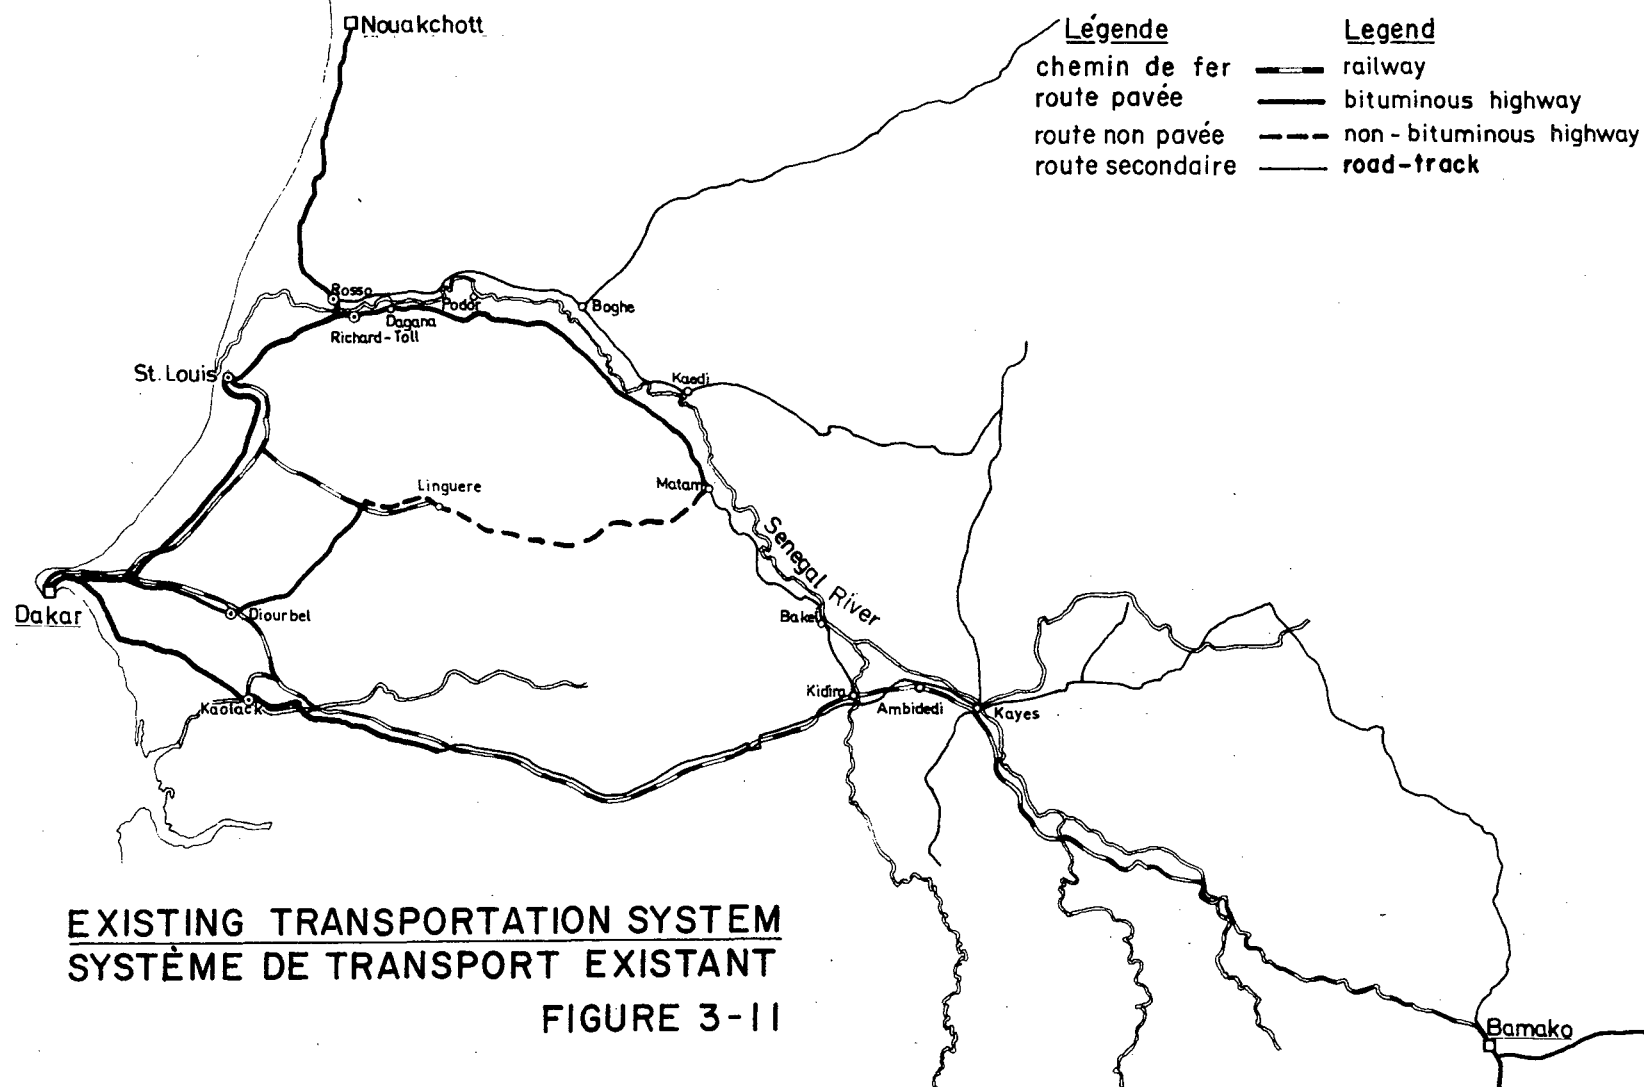 Nouakchott
Légende Legend
chemin de fer railway
route pavée bituminous highway
route non pavée non-bituminous highway
route secondaire road-track
Rosso
Podor
Boghe
Dagana
Richard-Toll
St. Louis
Kaedi
Linguere
Matam
Senegal River
Dakar
Diourbel
Bakel
Kidira
Ambidedi
Kaolack
Kayes
EXISTING TRANSPORTATION SYSTEM
SYSTÈME DE TRANSPORT EXISTANT
FIGURE 3-11
Bamako